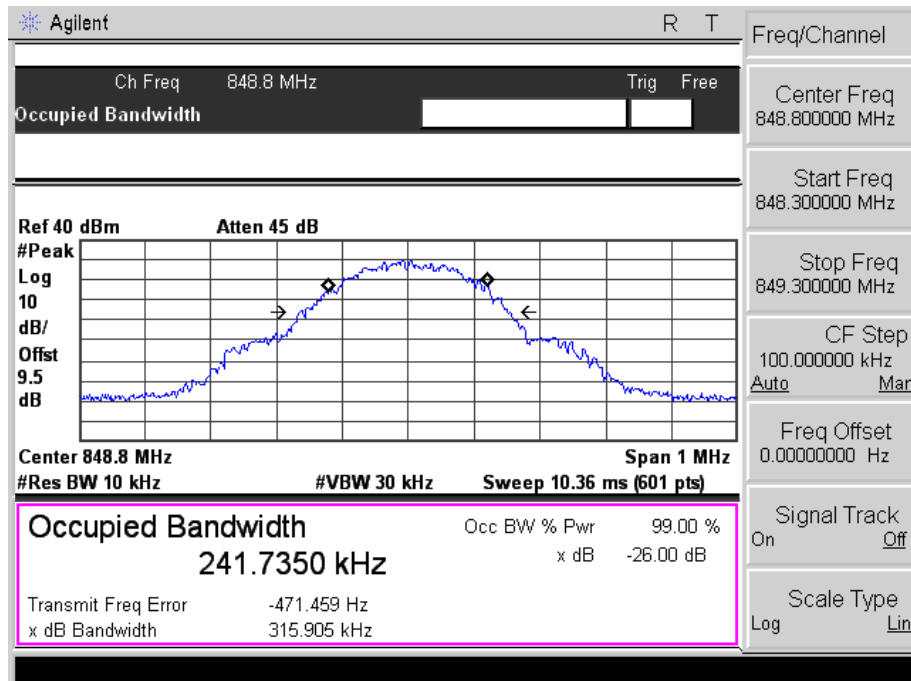 Agilent R T
Freq/Channel
Ch Freq 848.8 MHz Trig Free
Occupied Bandwidth
Center Freq
848.800000 MHz
Start Freq
848.300000 MHz
Stop Freq
849.300000 MHz
CF Step
100.000000 kHz
Auto Man
Freq Offset
0.00000000 Hz
Signal Track
On Off
Scale Type
Log Lin
Ref 40 dBm Atten 45 dB
#Peak
Log
10
dB/
Offst
9.5
dB
Center 848.8 MHz Span 1 MHz
#Res BW 10 kHz #VBW 30 kHz Sweep 10.36 ms (601 pts)
Occupied Bandwidth
241.7350 kHz
Occ BW % Pwr 99.00 %
x dB -26.00 dB
Transmit Freq Error -471.459 Hz
x dB Bandwidth 315.905 kHz